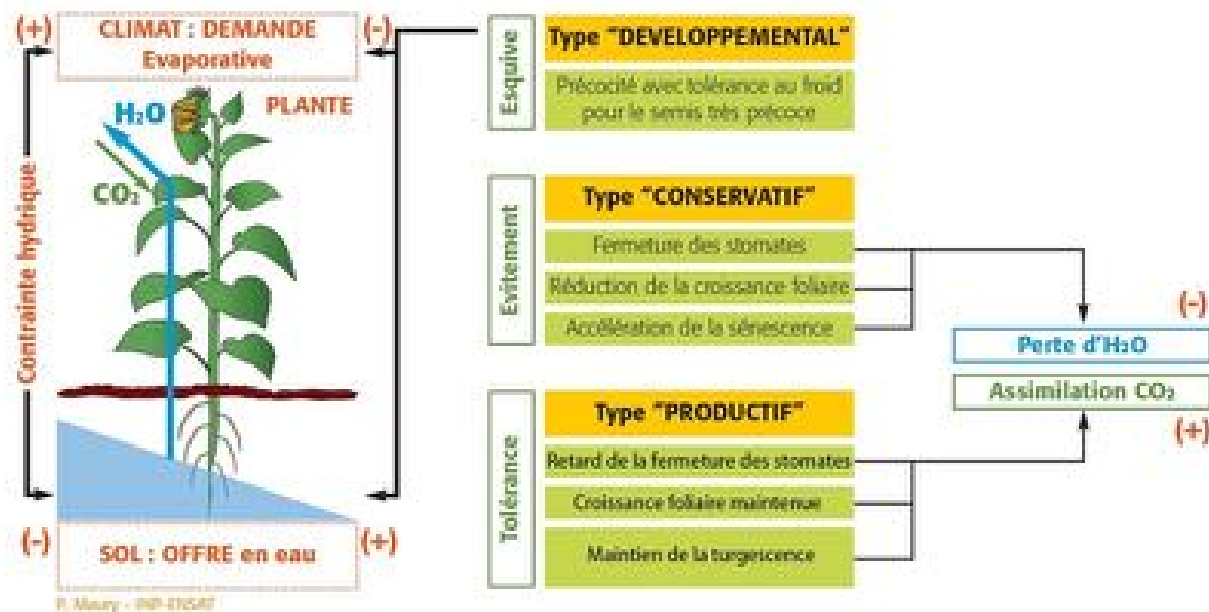 (+)
CLIMAT : DEMANDE
Evaporative
(-)
H₂O
PLANTE
CO₂
Contrainte hydrique
(-)
SOL : OFFRE en eau
(+)
P. Maury - INP-ENSAT
Esquive
Type "DEVELOPPEMENTAL"
Précocité avec tolérance au froid
pour le semis très précoce
Evitement
Type "CONSERVATIF"
Fermeture des stomates
Réduction de la croissance foliaire
Accélération de la sénescence
Tolérance
Type "PRODUCTIF"
Retard de la fermeture des stomates
Croissance foliaire maintenue
Maintien de la turgescence
(-)
Perte d'H₂O
Assimilation CO₂
(+)